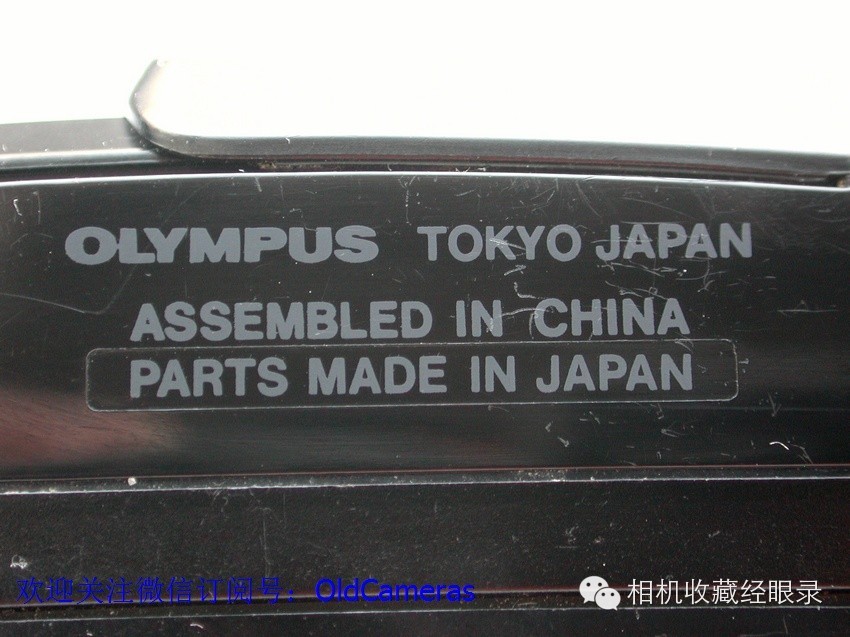 OLYMPUS TOKYO JAPAN
ASSEMBLED IN CHINA
PARTS MADE IN JAPAN
欢迎关注微信订阅号：OldCameras
相机收藏经眼录